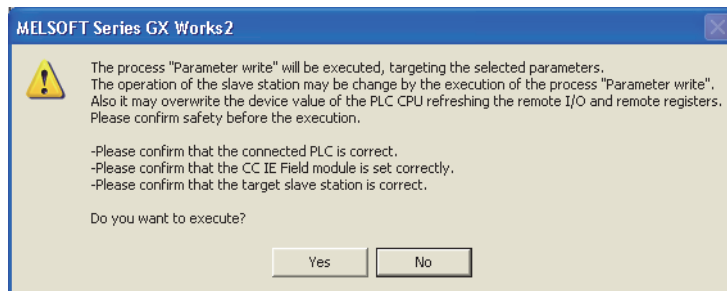 MELSOFT Series GX Works2
The process "Parameter write" will be executed, targeting the selected parameters.
The operation of the slave station may be change by the execution of the process "Parameter write".
Also it may overwrite the device value of the PLC CPU refreshing the remote I/O and remote registers.
Please confirm safety before the execution.
-Please confirm that the connected PLC is correct.
-Please confirm that the CC IE Field module is set correctly.
-Please confirm that the target slave station is correct.
Do you want to execute?
Yes
No